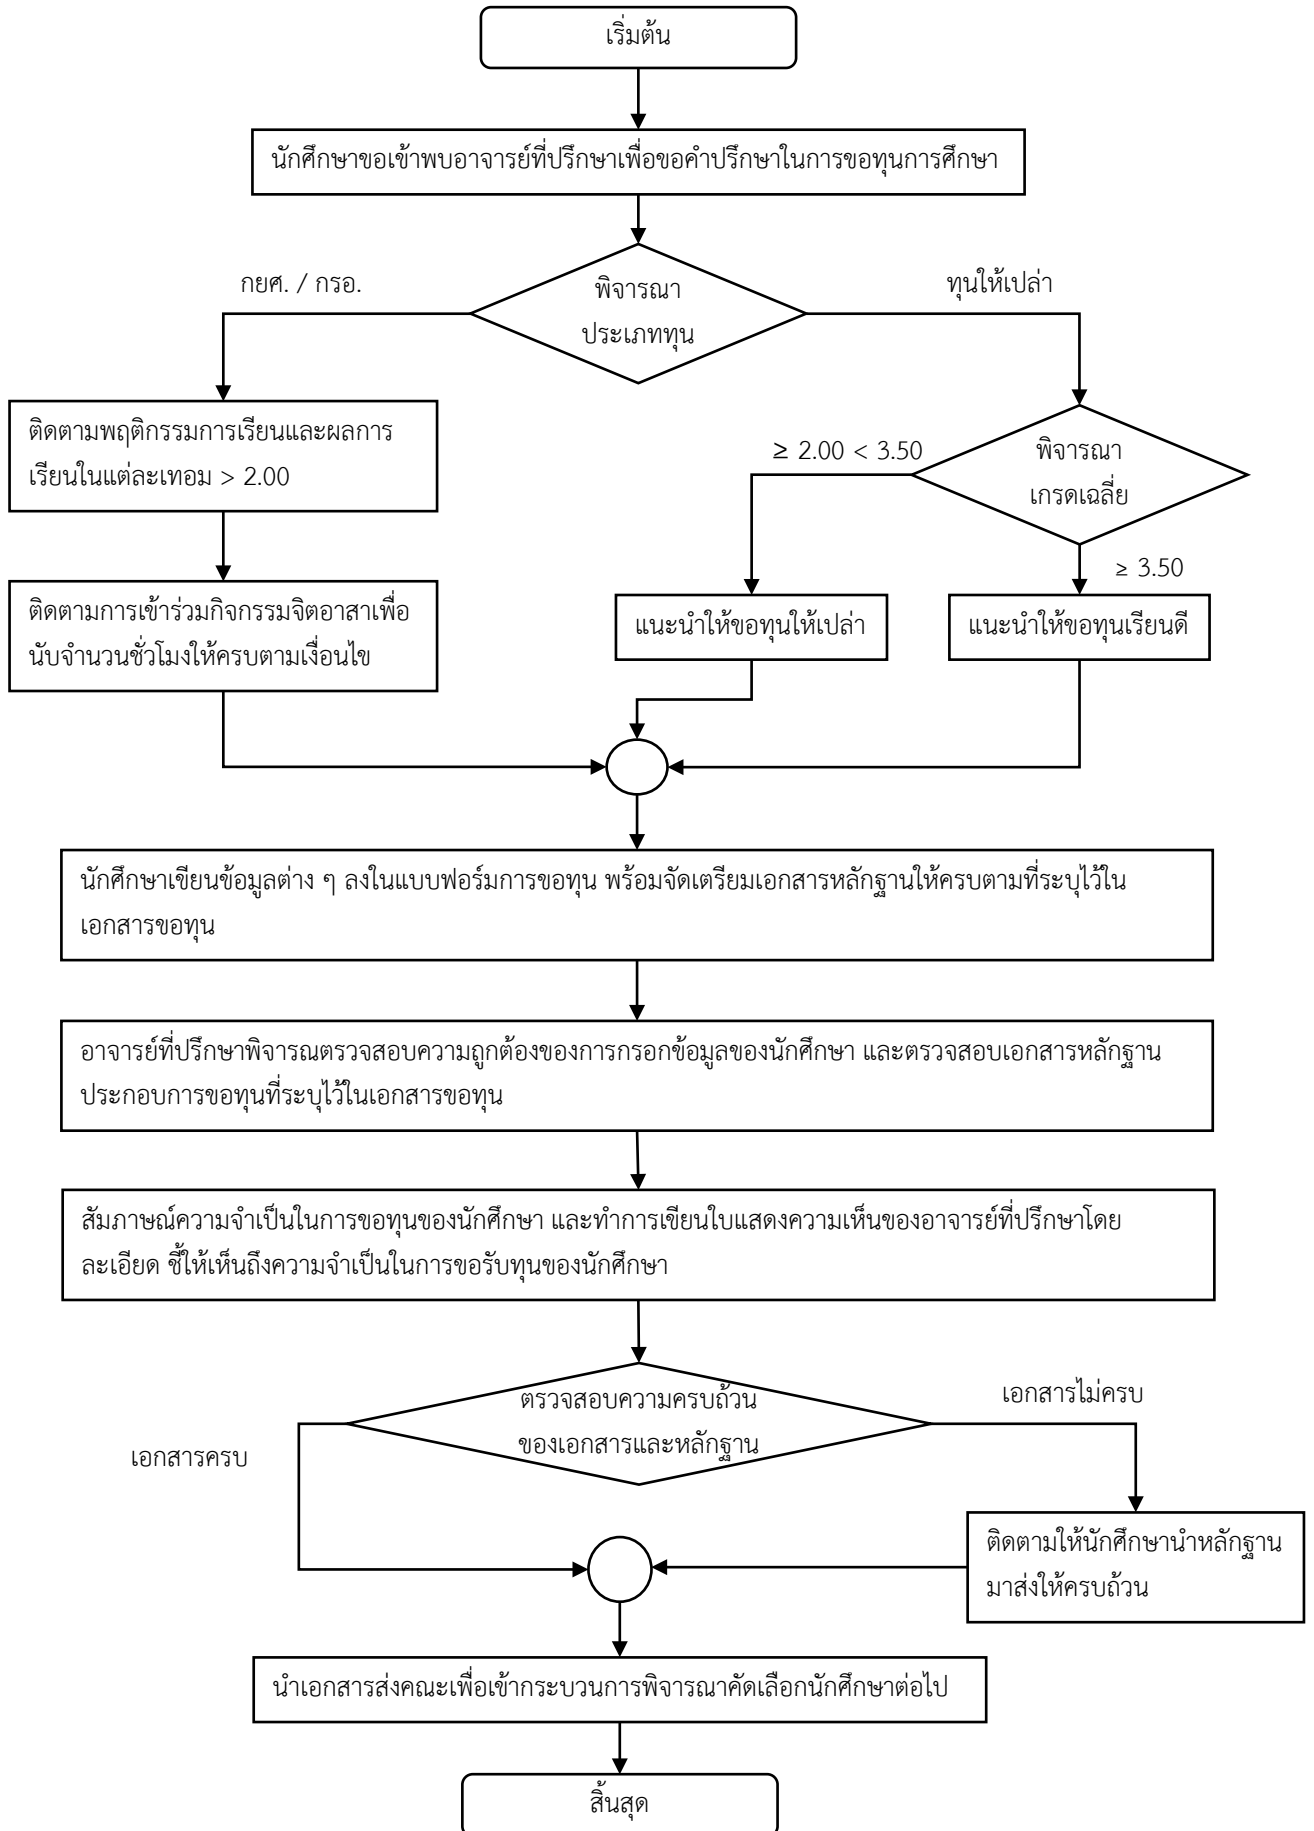 เริ่มต้น
นักศึกษาขอเข้าพบอาจารย์ที่ปรึกษาเพื่อขอคำปรึกษาในการขอทุนการศึกษา
กยศ. / กรอ.
พิจารณา
ประเภททุน
ทุนให้เปล่า
ติดตามพฤติกรรมการเรียนและผลการ
เรียนในแต่ละเทอม > 2.00
≥ 2.00 < 3.50
พิจารณา
เกรดเฉลี่ย
≥ 3.50
ติดตามการเข้าร่วมกิจกรรมจิตอาสาเพื่อ
นับจำนวนชั่วโมงให้ครบตามเงื่อนไข
แนะนำให้ขอทุนให้เปล่า
แนะนำให้ขอทุนเรียนดี
นักศึกษาเขียนข้อมูลต่าง ๆ ลงในแบบฟอร์มการขอทุน พร้อมจัดเตรียมเอกสารหลักฐานให้ครบตามที่ระบุไว้ใน
เอกสารขอทุน
อาจารย์ที่ปรึกษาพิจารณตรวจสอบความถูกต้องของการกรอกข้อมูลของนักศึกษา และตรวจสอบเอกสารหลักฐาน
ประกอบการขอทุนที่ระบุไว้ในเอกสารขอทุน
สัมภาษณ์ความจำเป็นในการขอทุนของนักศึกษา และทำการเขียนใบแสดงความเห็นของอาจารย์ที่ปรึกษาโดย
ละเอียด ชี้ให้เห็นถึงความจำเป็นในการขอรับทุนของนักศึกษา
ตรวจสอบความครบถ้วน
ของเอกสารและหลักฐาน
เอกสารไม่ครบ
เอกสารครบ
ติดตามให้นักศึกษานำหลักฐาน
มาส่งให้ครบถ้วน
นำเอกสารส่งคณะเพื่อเข้ากระบวนการพิจารณาคัดเลือกนักศึกษาต่อไป
สิ้นสุด